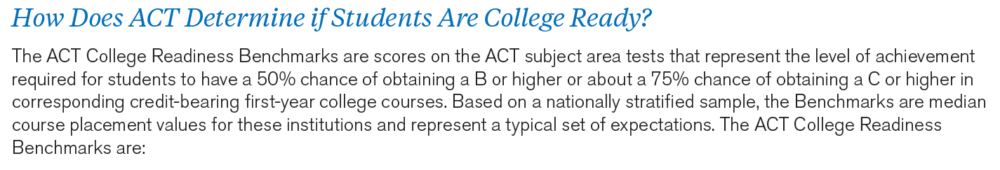 How Does ACT Determine if Students Are College Ready?
The ACT College Readiness Benchmarks are scores on the ACT subject area tests that represent the level of achievement
required for students to have a 50% chance of obtaining a B or higher or about a 75% chance of obtaining a C or higher in
corresponding credit-bearing first-year college courses. Based on a nationally stratified sample, the Benchmarks are median
course placement values for these institutions and represent a typical set of expectations. The ACT College Readiness
Benchmarks are: